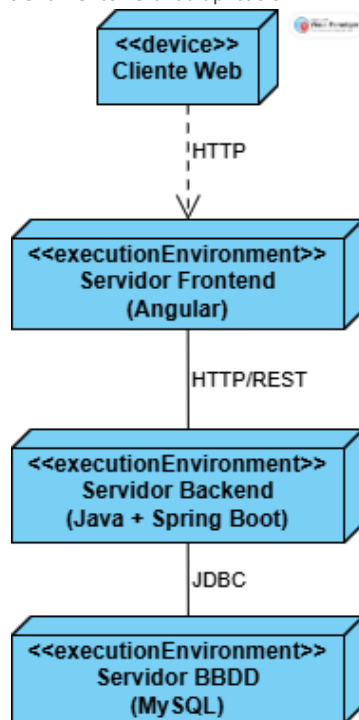 <<device>>
Cliente Web
HTTP
<<executionEnvironment>>
Servidor Frontend
(Angular)
HTTP/REST
<<executionEnvironment>>
Servidor Backend
(Java + Spring Boot)
JDBC
<<executionEnvironment>>
Servidor BBDD
(MySQL)